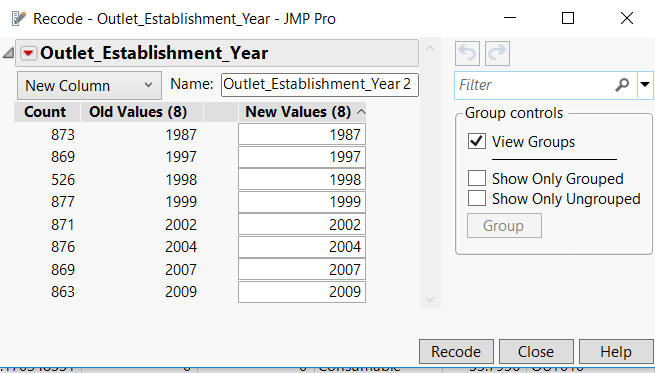 Recode - Outlet_Establishment_Year - JMP Pro
Outlet_Establishment_Year
New Column Name: Outlet_Establishment_Year 2
Count Old Values (8) New Values (8)
873 1987 1987
869 1997 1997
526 1998 1998
877 1999 1999
871 2002 2002
876 2004 2004
869 2007 2007
863 2009 2009
Filter
Group controls
View Groups
Show Only Grouped
Show Only Ungrouped
Group
Recode Close Help